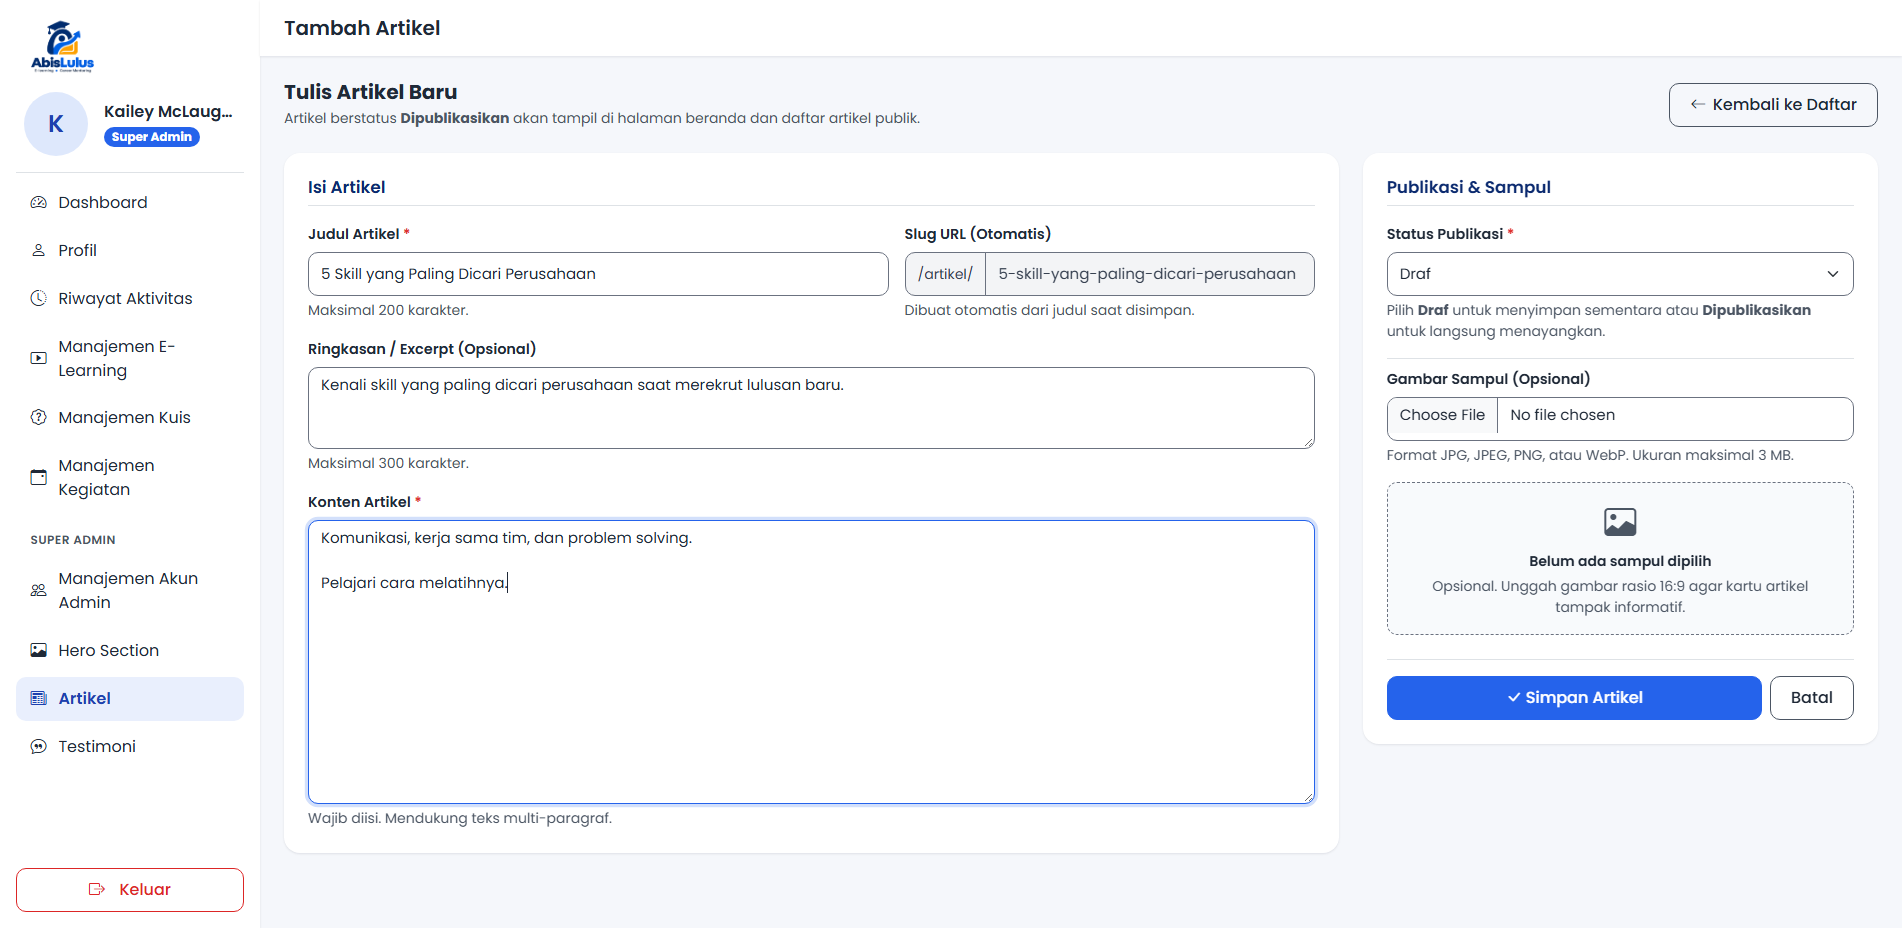 AbisLulus
K
Kailey McLaug...
Super Admin
Dashboard
Profil
Riwayat Aktivitas
Manajemen E-
Learning
Manajemen Kuis
Manajemen
Kegiatan
SUPER ADMIN
Manajemen Akun
Admin
Hero Section
Artikel
Testimoni
Keluar
Tambah Artikel
Tulis Artikel Baru
Artikel berstatus Dipublikasikan akan tampil di halaman beranda dan daftar artikel publik.
← Kembali ke Daftar
Isi Artikel
Judul Artikel *
5 Skill yang Paling Dicari Perusahaan
Maksimal 200 karakter.
Slug URL (Otomatis)
/artikel/ 5-skill-yang-paling-dicari-perusahaan
Dibuat otomatis dari judul saat disimpan.
Ringkasan / Excerpt (Opsional)
Kenali skill yang paling dicari perusahaan saat merekrut lulusan baru.
Maksimal 300 karakter.
Konten Artikel *
Komunikasi, kerja sama tim, dan problem solving.
Pelajari cara melatihnya.
Wajib diisi. Mendukung teks multi-paragraf.
Publikasi & Sampul
Status Publikasi *
Draf
Pilih Draf untuk menyimpan sementara atau Dipublikasikan
untuk langsung menayangkan.
Gambar Sampul (Opsional)
Choose File No file chosen
Format JPG, JPEG, PNG, atau WebP. Ukuran maksimal 3 MB.
Belum ada sampul dipilih
Opsional. Unggah gambar rasio 16:9 agar kartu artikel
tampak informatif.
Simpan Artikel
Batal